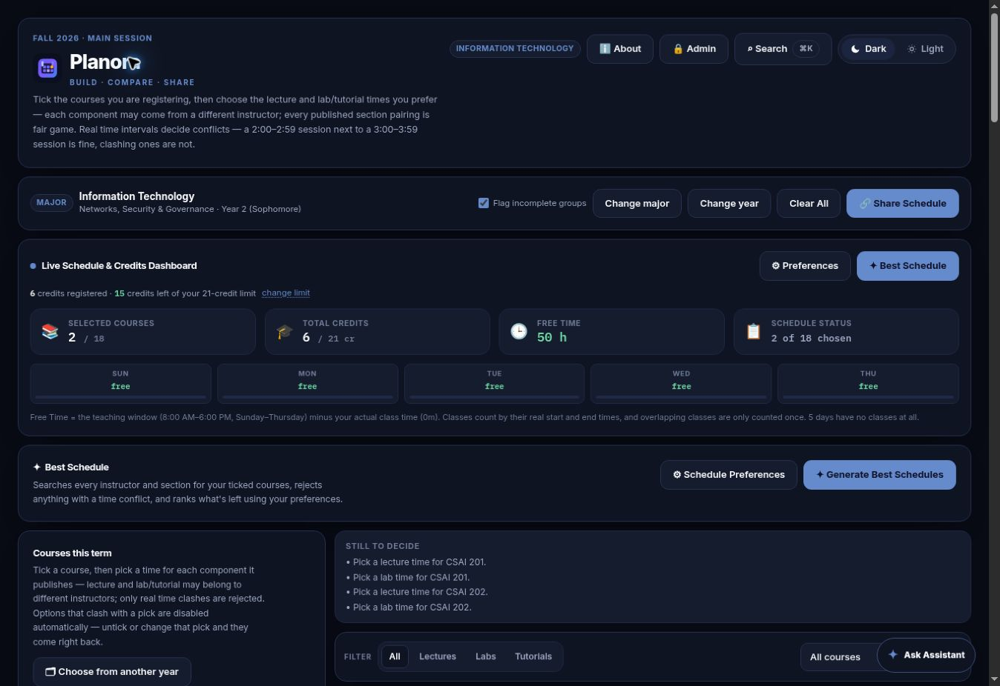 FALL 2026 · MAIN SESSION
Planora
BUILD · COMPARE · SHARE
Tick the courses you are registering, then choose the lecture and lab/tutorial times you prefer
— each component may come from a different instructor; every published section pairing is
fair game. Real time intervals decide conflicts — a 2:00–2:59 session next to a 3:00–3:59
session is fine, clashing ones are not.
INFORMATION TECHNOLOGY
ℹ️ About
🔒 Admin
⌕ Search ⌘K
Dark
Light
MAJOR
Information Technology
Networks, Security & Governance · Year 2 (Sophomore)
Flag incomplete groups
Change major
Change year
Clear All
🔗 Share Schedule
Live Schedule & Credits Dashboard
⚙ Preferences
✦ Best Schedule
6 credits registered · 15 credits left of your 21-credit limit change limit
SELECTED COURSES
2 / 18
TOTAL CREDITS
6 / 21 cr
FREE TIME
50 h
SCHEDULE STATUS
2 of 18 chosen
SUN
free
MON
free
TUE
free
WED
free
THU
free
Free Time = the teaching window (8:00 AM–6:00 PM, Sunday–Thursday) minus your actual class time (0m). Classes count by their real start and end times, and overlapping classes are only counted once. 5 days have no classes at all.
✦ Best Schedule
Searches every instructor and section for your ticked courses, rejects
anything with a time conflict, and ranks what's left using your preferences.
⚙ Schedule Preferences
✦ Generate Best Schedules
Courses this term
Tick a course, then pick a time for each component it
publishes — lecture and lab/tutorial may belong to
different instructors; only real time clashes are rejected.
Options that clash with a pick are disabled
automatically — untick or change that pick and they
come right back.
Choose from another year
STILL TO DECIDE
• Pick a lecture time for CSAI 201.
• Pick a lab time for CSAI 201.
• Pick a lecture time for CSAI 202.
• Pick a lab time for CSAI 202.
FILTER
All
Lectures
Labs
Tutorials
All courses
✦ Ask Assistant